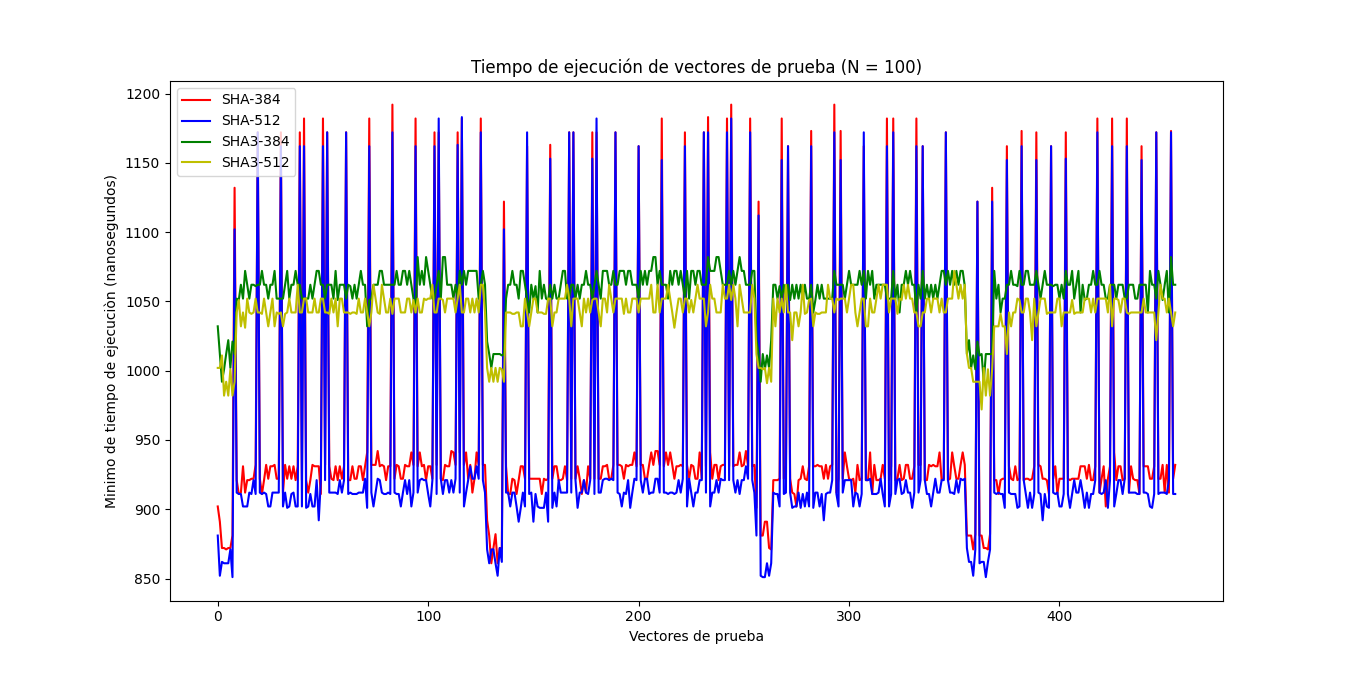 Tiempo de ejecución de vectores de prueba (N = 100)
SHA-384
SHA-512
SHA3-384
SHA3-512
Minimo de tiempo de ejecución (nanosegundos)
1200
1150
1100
1050
1000
950
900
850
0 100 200 300 400
Vectores de prueba